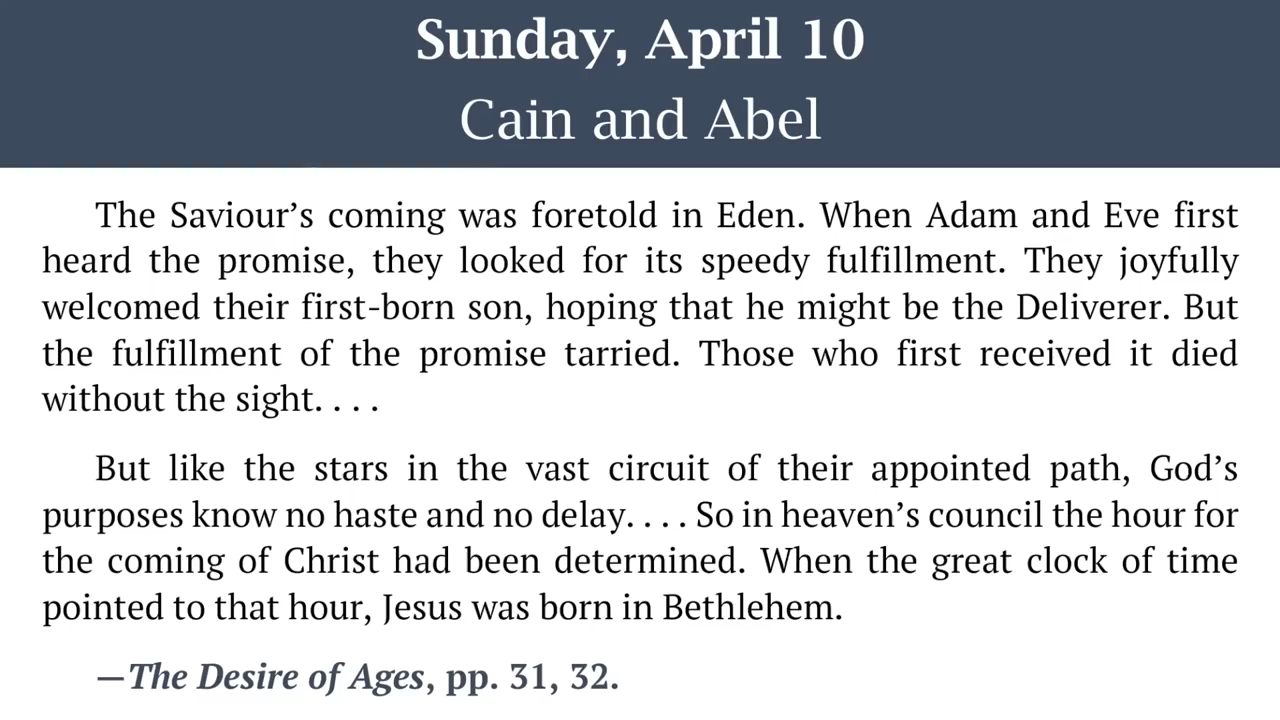 Sunday, April 10
Cain and Abel
The Saviour’s coming was foretold in Eden. When Adam and Eve first
heard the promise, they looked for its speedy fulfillment. They joyfully
welcomed their first-born son, hoping that he might be the Deliverer. But
the fulfillment of the promise tarried. Those who first received it died
without the sight. . . .
But like the stars in the vast circuit of their appointed path, God’s
purposes know no haste and no delay. . . . So in heaven’s council the hour for
the coming of Christ had been determined. When the great clock of time
pointed to that hour, Jesus was born in Bethlehem.
—The Desire of Ages, pp. 31, 32.